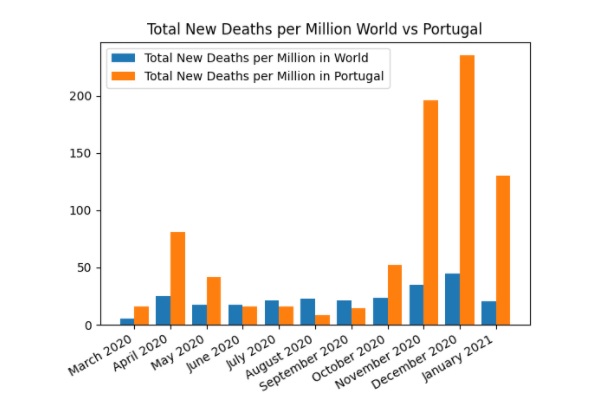 Total New Deaths per Million World vs Portugal
Total New Deaths per Million in World
Total New Deaths per Million in Portugal
200
150
100
50
0
March 2020
April 2020
May 2020
June 2020
July 2020
August 2020
September 2020
October 2020
November 2020
December 2020
January 2021